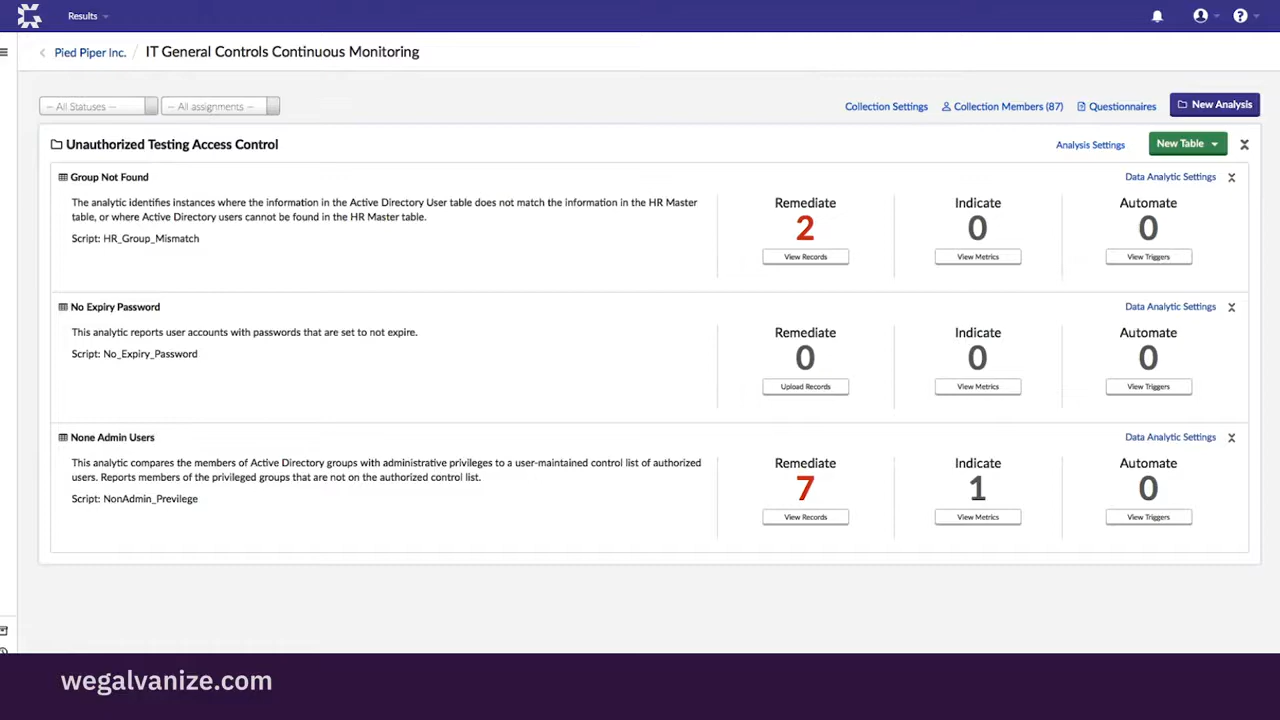 Results
Pied Piper Inc. / IT General Controls Continuous Monitoring
-- All Statuses --
-- All assignments --
Collection Settings
Collection Members (87)
Questionnaires
New Analysis
Unauthorized Testing Access Control
Analysis Settings
New Table
Group Not Found
Data Analytic Settings
The analytic identifies instances where the information in the Active Directory User table does not match the information in the HR Master
table, or where Active Directory users cannot be found in the HR Master table.
Script: HR_Group_Mismatch
Remediate
2
View Records
Indicate
0
View Metrics
Automate
0
View Triggers
No Expiry Password
Data Analytic Settings
This analytic reports user accounts with passwords that are set to not expire.
Script: No_Expiry_Password
Remediate
0
Upload Records
Indicate
0
View Metrics
Automate
0
View Triggers
None Admin Users
Data Analytic Settings
This analytic compares the members of Active Directory groups with administrative privileges to a user-maintained control list of authorized
users. Reports members of the privileged groups that are not on the authorized control list.
Script: NonAdmin_Previlege
Remediate
7
View Records
Indicate
1
View Metrics
Automate
0
View Triggers
wegalvanize.com